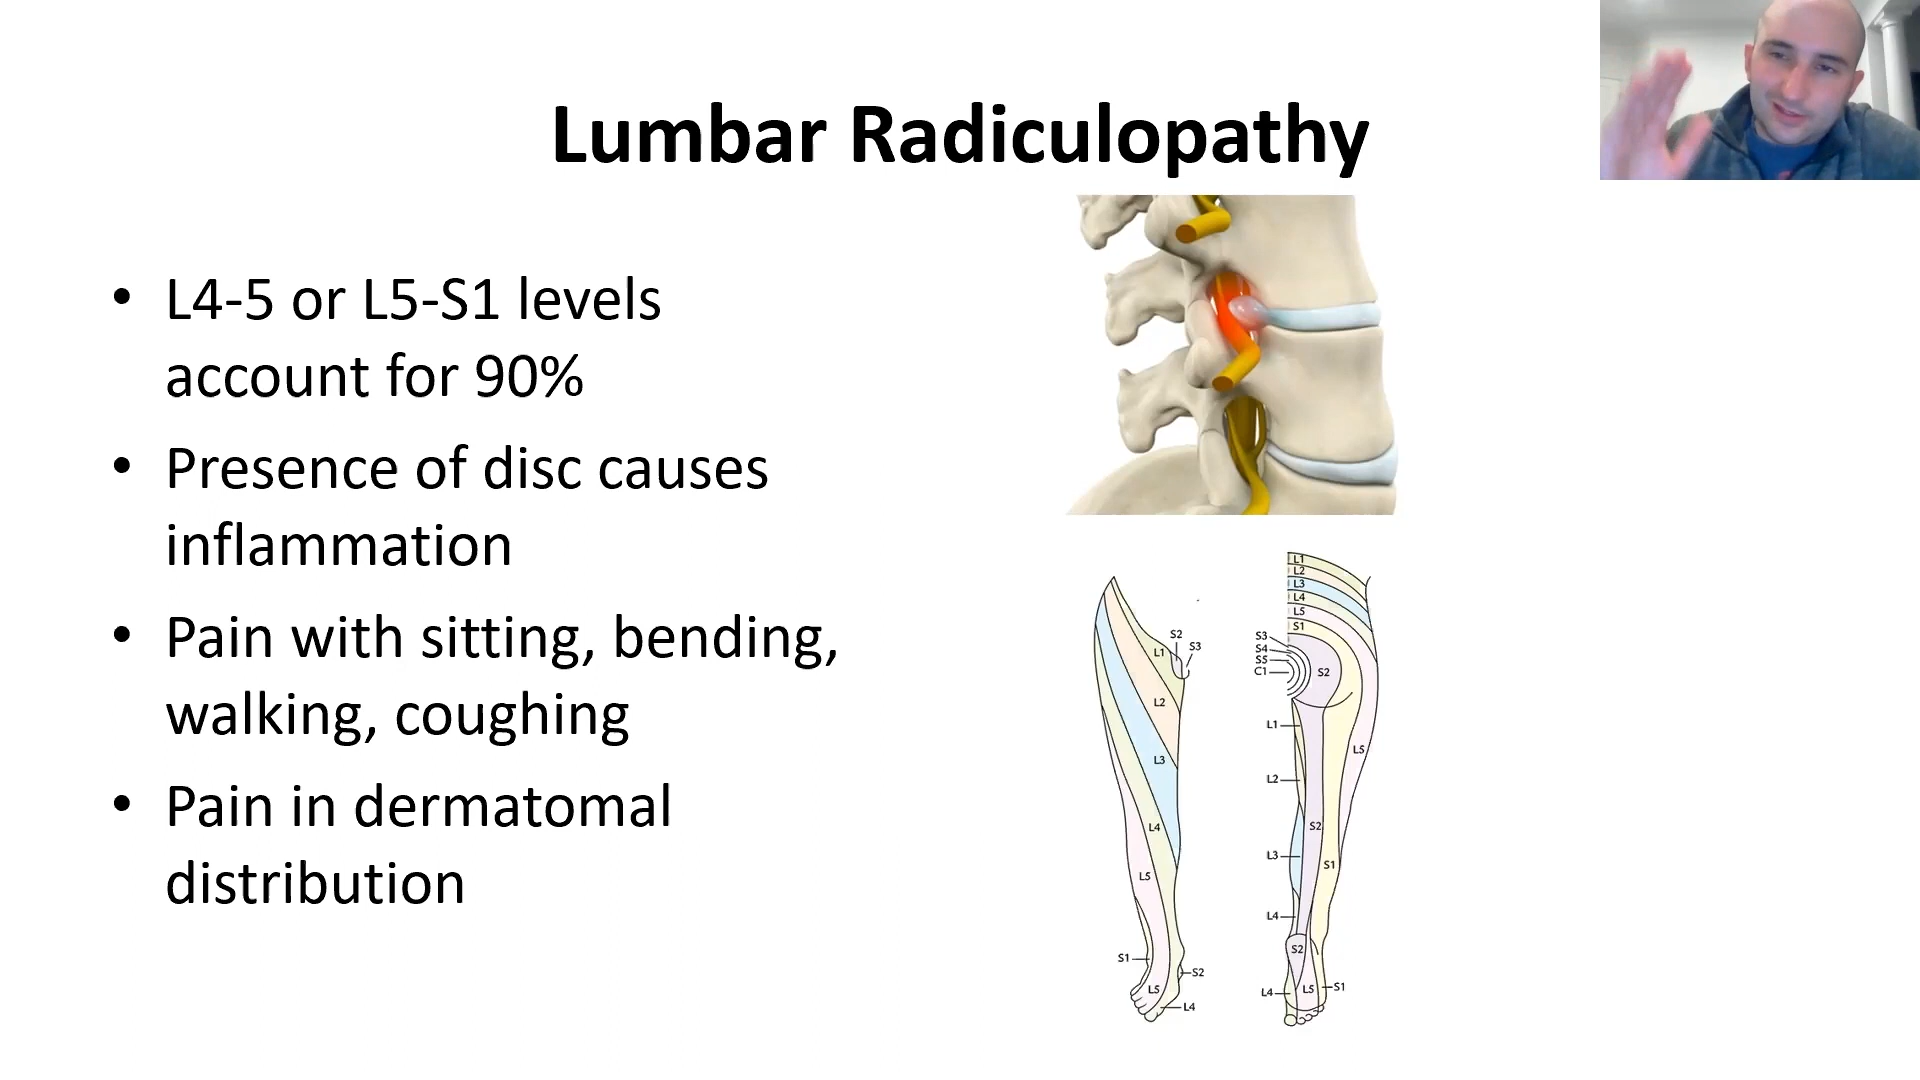 Lumbar Radiculopathy
• L4-5 or L5-S1 levels
account for 90%
• Presence of disc causes
inflammation
• Pain with sitting, bending,
walking, coughing
• Pain in dermatomal
distribution
S2
S3
L1
L2
L3
L4
L5
S1
S2
L5
L4
L1
L2
L3
L4
L5
S1
S3
S4
S5
C1
S2
L1
L5
L2
S2
L3
S1
L4
S2
L4
L5
S1